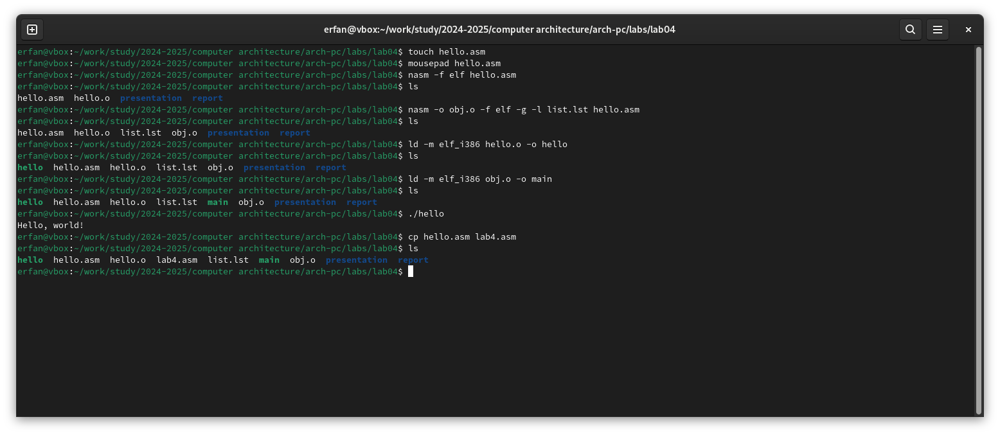 erfan@vbox:~/work/study/2024-2025/computer architecture/arch-pc/labs/lab04
erfan@vbox:~/work/study/2024-2025/computer architecture/arch-pc/labs/lab04$ touch hello.asm
erfan@vbox:~/work/study/2024-2025/computer architecture/arch-pc/labs/lab04$ mousepad hello.asm
erfan@vbox:~/work/study/2024-2025/computer architecture/arch-pc/labs/lab04$ nasm -f elf hello.asm
erfan@vbox:~/work/study/2024-2025/computer architecture/arch-pc/labs/lab04$ ls
hello.asm  hello.o  presentation  report
erfan@vbox:~/work/study/2024-2025/computer architecture/arch-pc/labs/lab04$ nasm -o obj.o -f elf -g -l list.lst hello.asm
erfan@vbox:~/work/study/2024-2025/computer architecture/arch-pc/labs/lab04$ ls
hello.asm  hello.o  list.lst  obj.o  presentation  report
erfan@vbox:~/work/study/2024-2025/computer architecture/arch-pc/labs/lab04$ ld -m elf_i386 hello.o -o hello
erfan@vbox:~/work/study/2024-2025/computer architecture/arch-pc/labs/lab04$ ls
hello  hello.asm  hello.o  list.lst  obj.o  presentation  report
erfan@vbox:~/work/study/2024-2025/computer architecture/arch-pc/labs/lab04$ ld -m elf_i386 obj.o -o main
erfan@vbox:~/work/study/2024-2025/computer architecture/arch-pc/labs/lab04$ ls
hello  hello.asm  hello.o  list.lst  main  obj.o  presentation  report
erfan@vbox:~/work/study/2024-2025/computer architecture/arch-pc/labs/lab04$ ./hello
Hello, world!
erfan@vbox:~/work/study/2024-2025/computer architecture/arch-pc/labs/lab04$ cp hello.asm lab4.asm
erfan@vbox:~/work/study/2024-2025/computer architecture/arch-pc/labs/lab04$ ls
hello  hello.asm  hello.o  lab4.asm  list.lst  main  obj.o  presentation  report
erfan@vbox:~/work/study/2024-2025/computer architecture/arch-pc/labs/lab04$